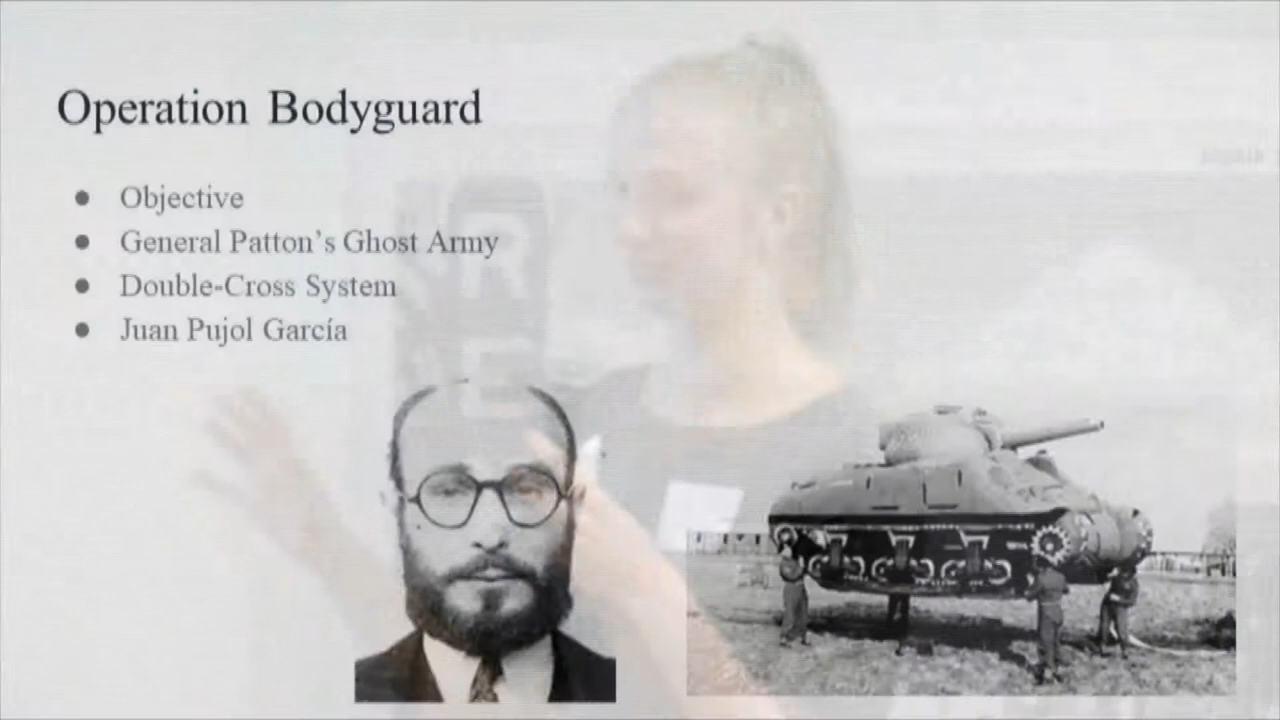 Operation Bodyguard
● Objective
● General Patton's Ghost Army
● Double-Cross System
● Juan Pujol García